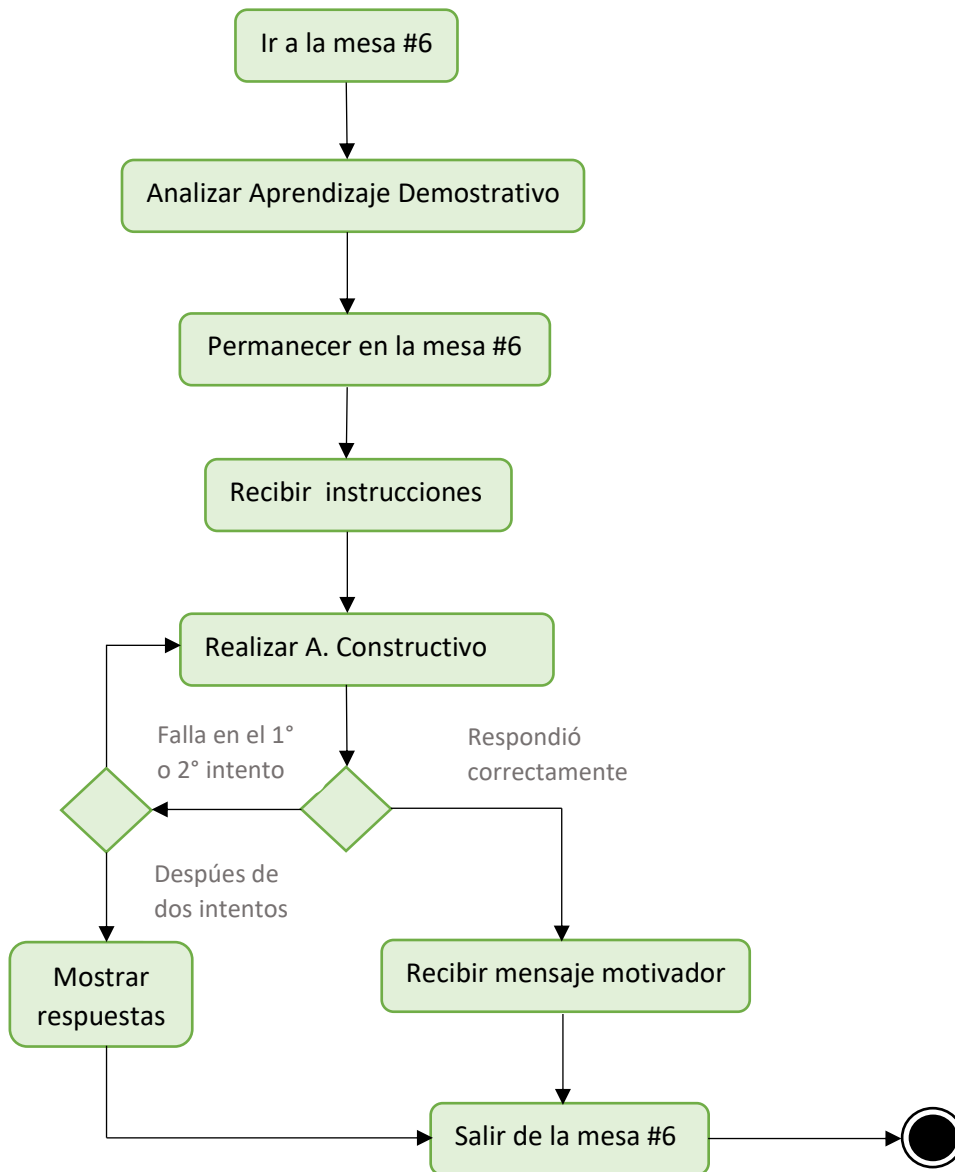 Ir a la mesa #6
Analizar Aprendizaje Demostrativo
Permanecer en la mesa #6
Recibir  instrucciones
Realizar A. Constructivo
Falla en el 1°
o 2° intento
Respondió
correctamente
Despúes de
dos intentos
Mostrar
respuestas
Recibir mensaje motivador
Salir de la mesa #6